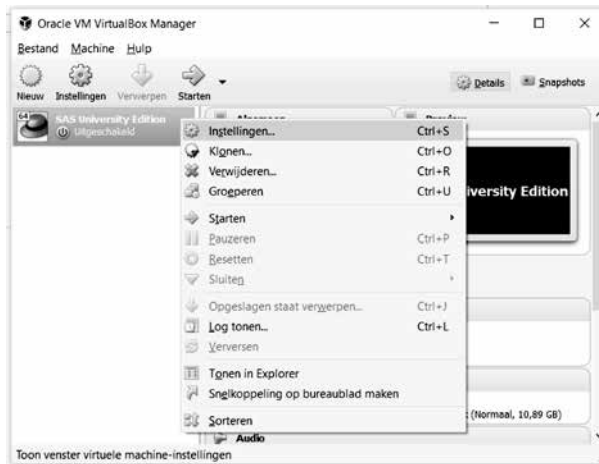 Oracle VM VirtualBox Manager
Bestand Machine Hulp
Nieuw Instellingen Verwerpen Starten
Details Snapshots
64
SAS University Edition
Uitgeschakeld
Algemeen
Preview
Instellingen... Ctrl+S
Klonen... Ctrl+O
Verwijderen... Ctrl+R
Groeperen Ctrl+U
iversity Edition
Starten
Pauzeren Ctrl+P
Resetten Ctrl+T
Sluiten
Opgeslagen staat verwerpen... Ctrl+J
Log tonen... Ctrl+L
Verversen
Tonen in Explorer
Snelkoppeling op bureaublad maken
(Normaal, 10,89 GB)
Sorteren
Audio
Toon venster virtuele machine-instellingen